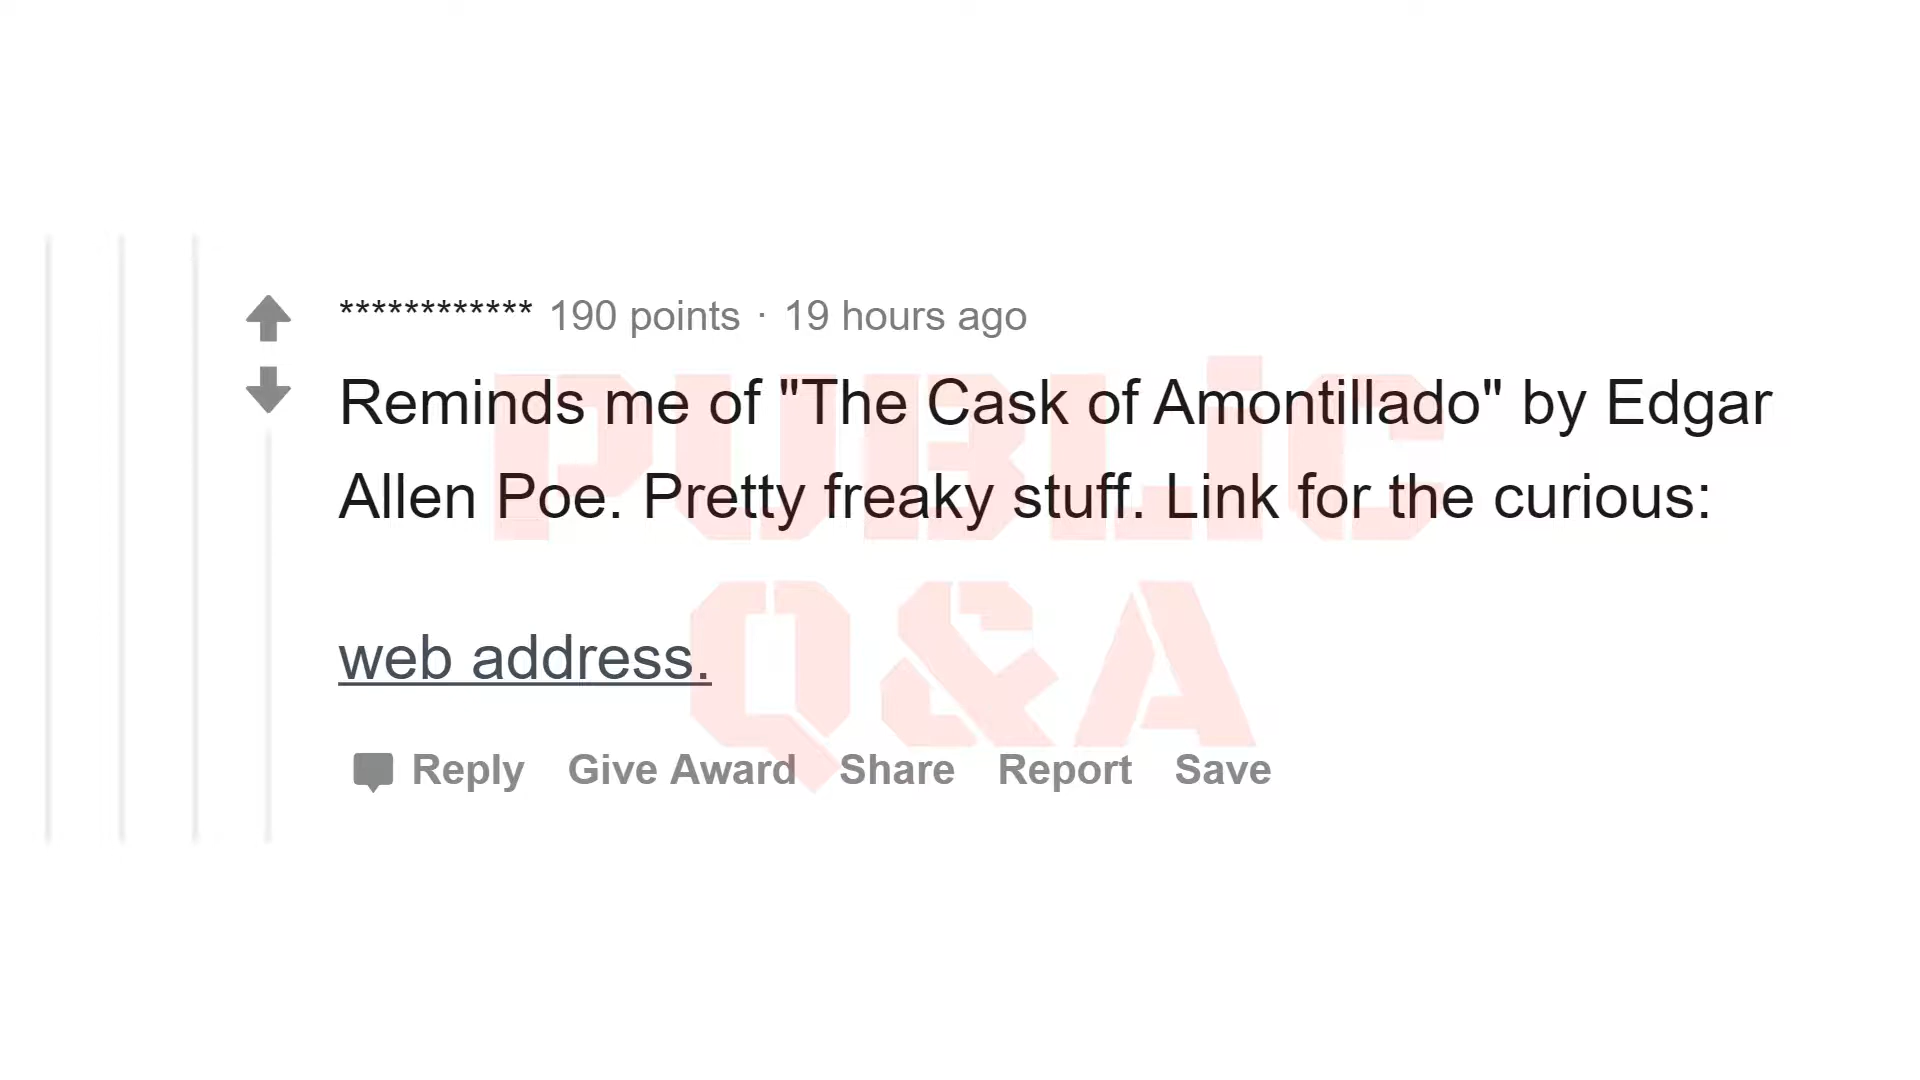 ************ 190 points · 19 hours ago
Reminds me of "The Cask of Amontillado" by Edgar
Allen Poe. Pretty freaky stuff. Link for the curious:
web address.
Reply Give Award Share Report Save
PUBLiC
Q&A